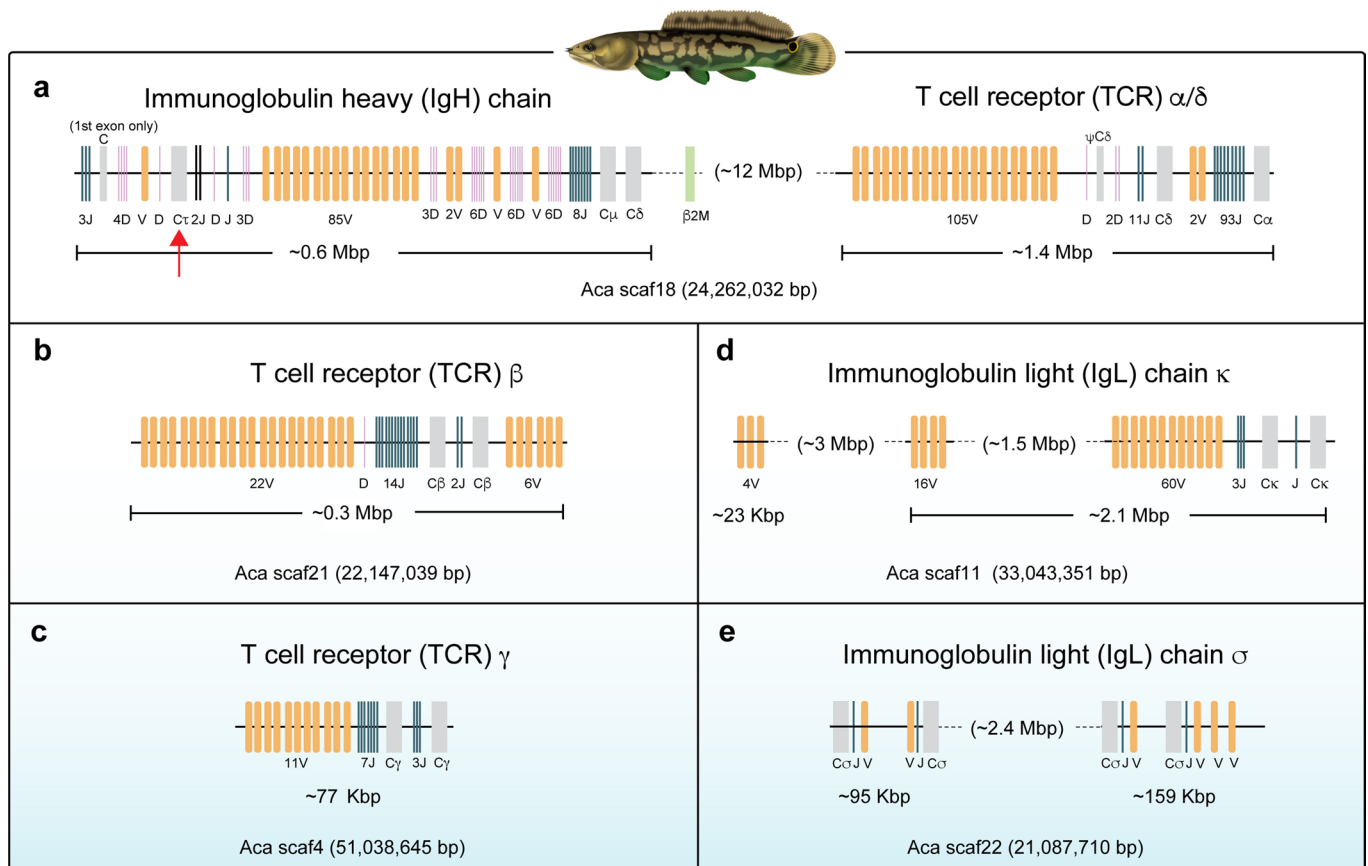 a
Immunoglobulin heavy (IgH) chain
T cell receptor (TCR) α/δ
(1st exon only)
C
ψCδ
(~12 Mbp)
3J 4D V D Cτ 2J D J 3D 85V 3D 2V 6D V 6D V 6D 8J Cμ Cδ β2M
105V D 2D 11J Cδ 2V 93J Cα
~0.6 Mbp
~1.4 Mbp
Aca scaf18 (24,262,032 bp)
b
T cell receptor (TCR) β
22V D 14J Cβ 2J Cβ 6V
~0.3 Mbp
Aca scaf21 (22,147,039 bp)
d
Immunoglobulin light (IgL) chain κ
(~3 Mbp) (~1.5 Mbp)
4V 16V 60V 3J Cκ J Cκ
~23 Kbp
~2.1 Mbp
Aca scaf11 (33,043,351 bp)
c
T cell receptor (TCR) γ
11V 7J Cγ 3J Cγ
~77 Kbp
Aca scaf4 (51,038,645 bp)
e
Immunoglobulin light (IgL) chain σ
(~2.4 Mbp)
Cσ J V V J Cσ Cσ J V Cσ J V V V
~95 Kbp
~159 Kbp
Aca scaf22 (21,087,710 bp)